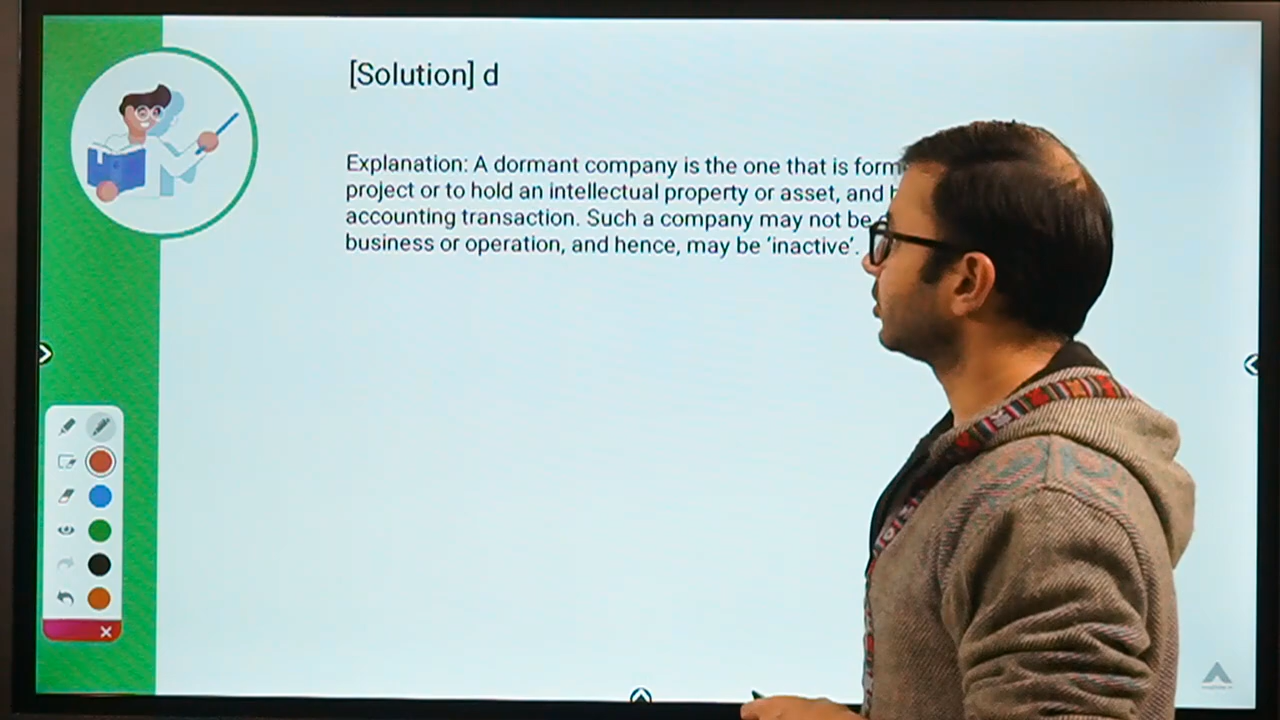 [Solution] d
Explanation: A dormant company is the one that is form
project or to hold an intellectual property or asset, and
accounting transaction. Such a company may not be
business or operation, and hence, may be ‘inactive’.